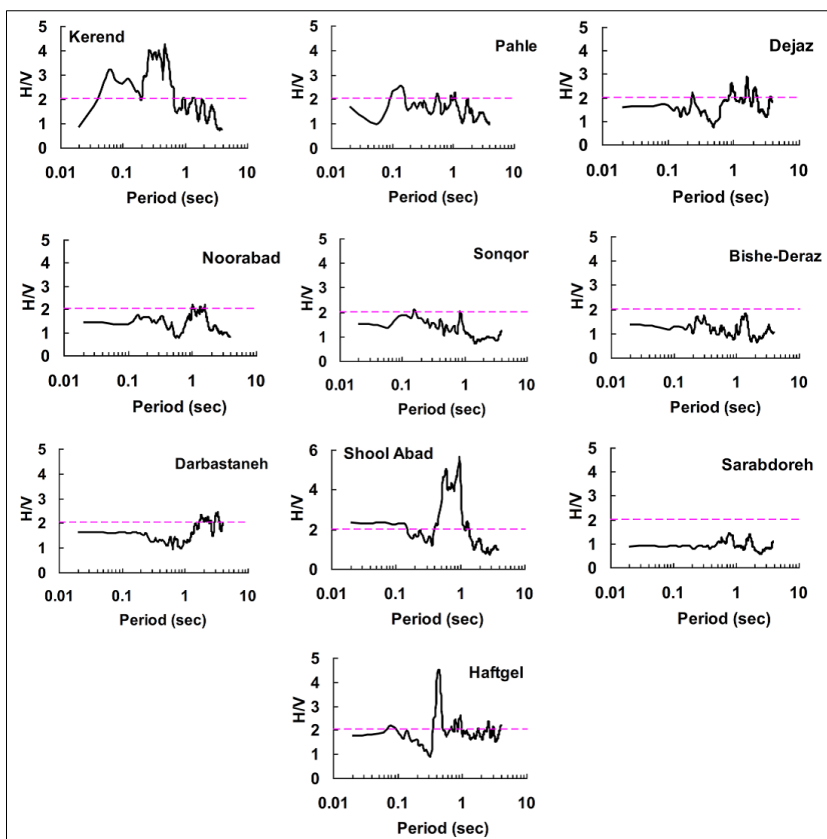 Kerend
H/V
5
4
3
2
1
0
0.01 0.1 1 10
Period (sec)
Pahle
H/V
5
4
3
2
1
0
0.01 0.1 1 10
Period (sec)
Dejaz
H/V
5
4
3
2
1
0
0.01 0.1 1 10
Period (sec)
Noorabad
H/V
5
4
3
2
1
0
0.01 0.1 1 10
Period (sec)
Sonqor
H/V
5
4
3
2
1
0
0.01 0.1 1 10
Period (sec)
Bishe-Deraz
H/V
5
4
3
2
1
0
0.01 0.1 1 10
Period (sec)
Darbastaneh
H/V
5
4
3
2
1
0
0.01 0.1 1 10
Period (sec)
Shool Abad
H/V
6
4
2
0
0.01 0.1 1 10
Period (sec)
Sarabdoreh
H/V
5
4
3
2
1
0
0.01 0.1 1 10
Period (sec)
Haftgel
H/V
5
4
3
2
1
0
0.01 0.1 1 10
Period (sec)